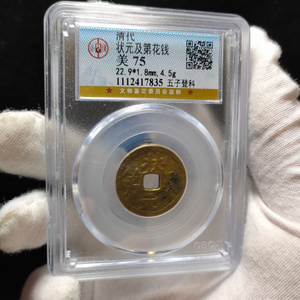 清代
状元及第花钱
美 75
22.9*1.8mm,4.5g
1112417835 五子登科
★ 文物鉴定委员会监制 ★